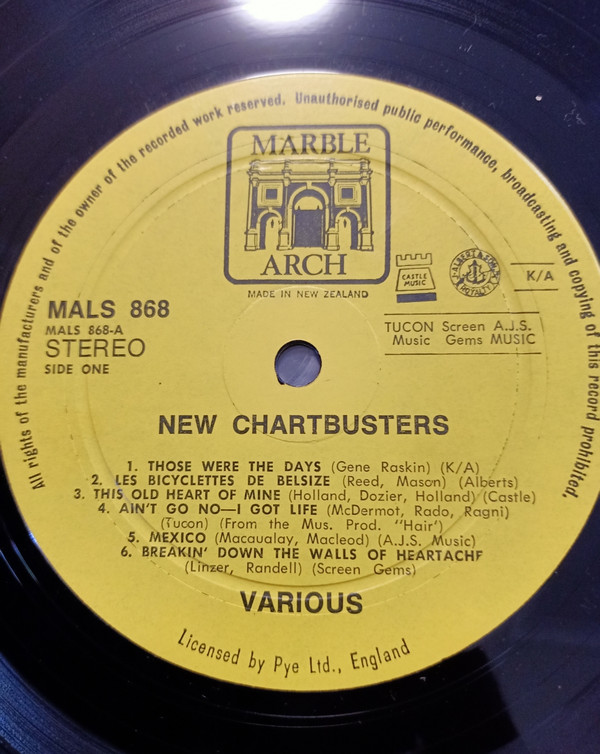 All rights of the manufacturers and of the owner of the recorded work reserved. Unauthorised public performance, broadcasting and copying of this record prohibited.
MARBLE
ARCH
MADE IN NEW ZEALAND
CASTLE
MUSIC
ALBERT & SON
ROYALTY
K/A
MALS 868
MALS 868-A
STEREO
SIDE ONE
TUCON Screen A.J.S.
Music Gems MUSIC
NEW CHARTBUSTERS
1. THOSE WERE THE DAYS (Gene Raskin) (K/A)
2. LES BICYCLETTES DE BELSIZE (Reed, Mason) (Alberts)
3. THIS OLD HEART OF MINE (Holland, Dozier, Holland) (Castle)
4. AIN'T GO NO—I GOT LIFE (McDermot, Rado, Ragni)
(Tucon) (From the Mus. Prod. "Hair')
5. MEXICO (Macaualay, Macleod) (A.J.S. Music)
6. BREAKIN' DOWN THE WALLS OF HEARTACHE
(Linzer, Randell) (Screen Gems)
VARIOUS
Licensed by Pye Ltd., England